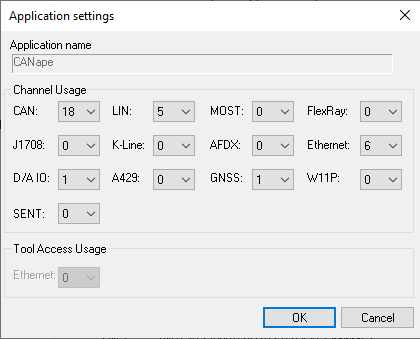 Application settings
Application name
CANape
Channel Usage
CAN: 18 LIN: 5 MOST: 0 FlexRay: 0
J1708: 0 K-Line: 0 AFDX: 0 Ethernet: 6
D/A IO: 1 A429: 0 GNSS: 1 W11P: 0
SENT: 0
Tool Access Usage
Ethernet: 0
OK Cancel